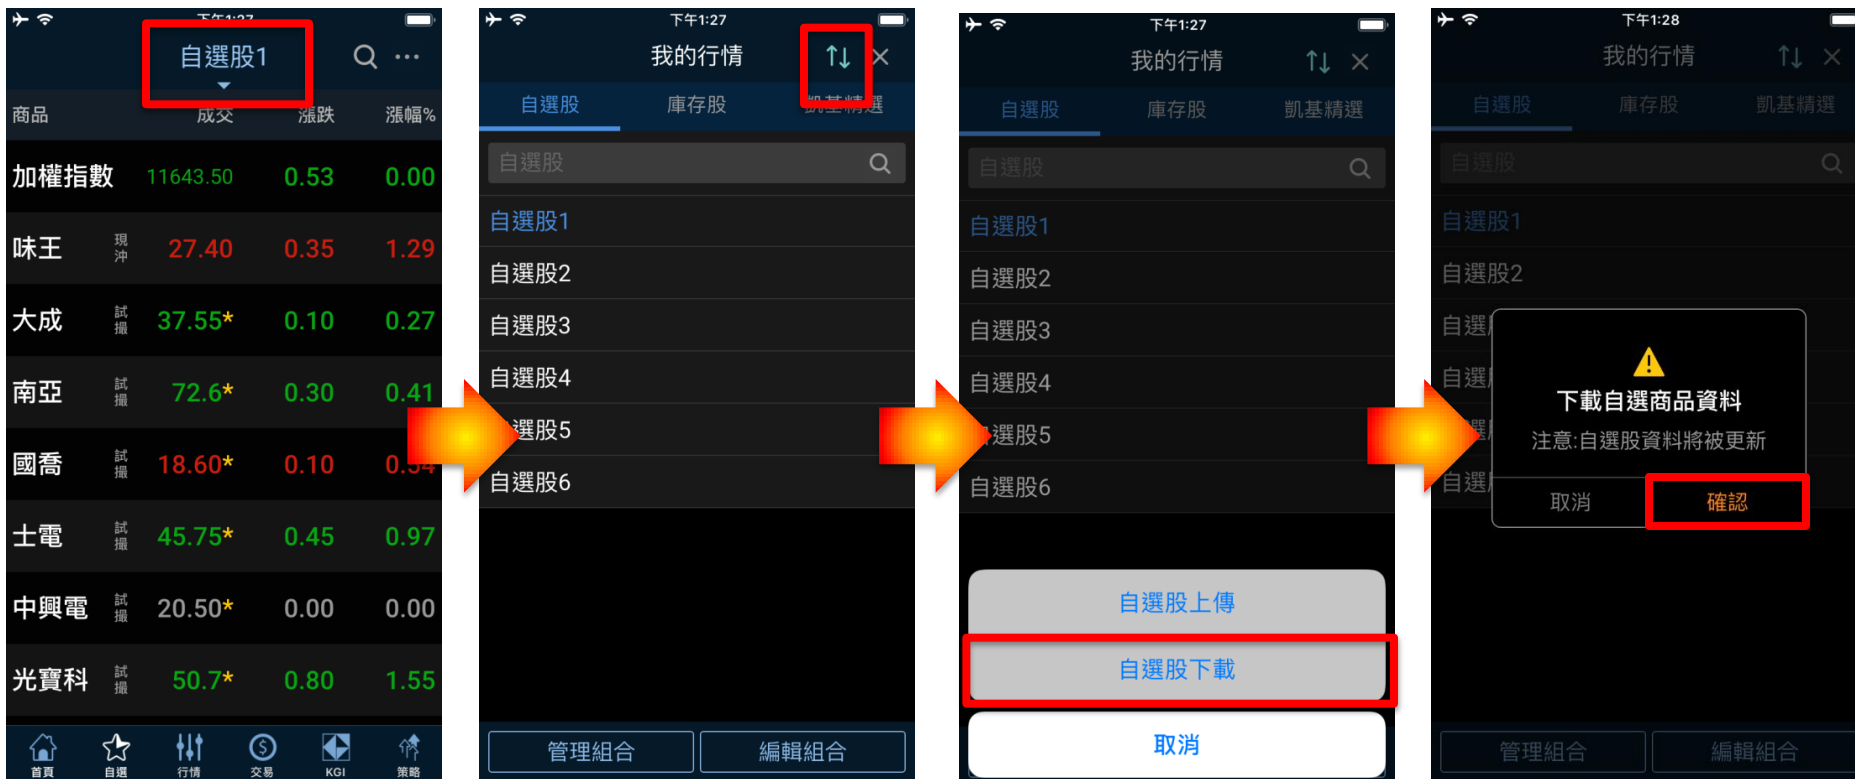 下午1:27
自選股1
商品 成交 漲跌 漲幅%
加權指數 11643.50 0.53 0.00
味王 現沖 27.40 0.35 1.29
大成 試撮 37.55* 0.10 0.27
南亞 試撮 72.6* 0.30 0.41
國喬 試撮 18.60* 0.10 0.54
士電 試撮 45.75* 0.45 0.97
中興電 試撮 20.50* 0.00 0.00
光寶科 試撮 50.7* 0.80 1.55
首頁 自選 行情 交易 KGI 策略
下午1:27
我的行情
自選股 庫存股 凱基精選
自選股
自選股1
自選股2
自選股3
自選股4
選股5
自選股6
管理組合 編輯組合
下午1:27
我的行情
自選股 庫存股 凱基精選
自選股
自選股1
自選股2
自選股3
自選股4
選股5
自選股6
自選股上傳
自選股下載
取消
下午1:28
我的行情
自選股 庫存股 凱基精選
自選股
自選股1
自選股2
自選
自選
選
自選
下載自選商品資料
注意:自選股資料將被更新
取消 確認
管理組合 編輯組合